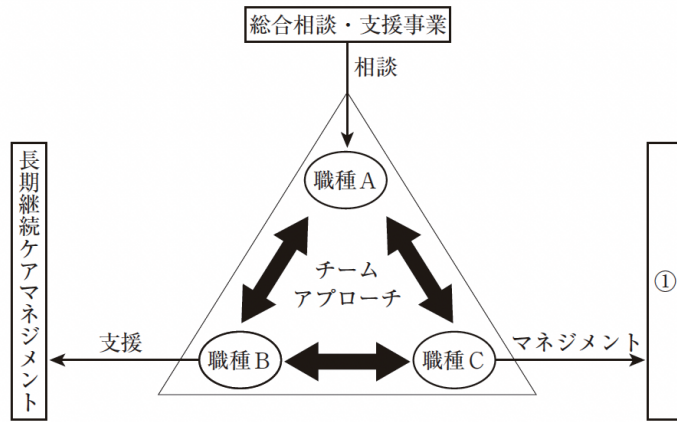 総合相談・支援事業
相談
職種A
チーム
アプローチ
長期継続ケアマネジメント
支援
職種B
職種C
マネジメント
①